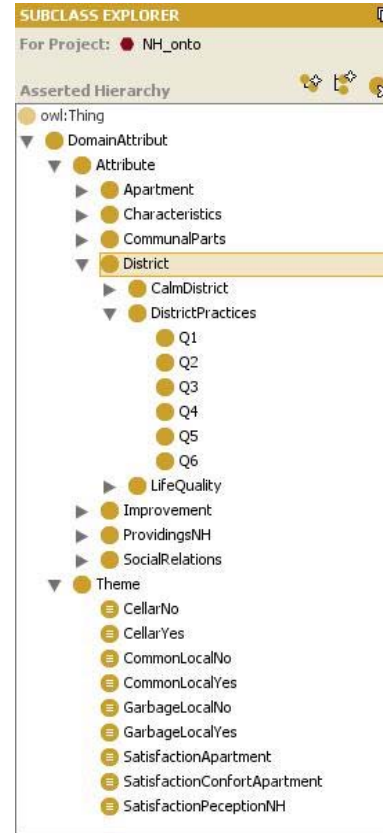 SUBCLASS EXPLORER
For Project: NH_onto
Asserted Hierarchy
owl:Thing
DomainAttribut
Attribute
Apartment
Characteristics
CommunalParts
District
CalmDistrict
DistrictPractices
Q1
Q2
Q3
Q4
Q5
Q6
LifeQuality
Improvement
ProvidingsNH
SocialRelations
Theme
CellarNo
CellarYes
CommonLocalNo
CommonLocalYes
GarbageLocalNo
GarbageLocalYes
SatisfactionApartment
SatisfactionConfortApartment
SatisfactionPeceptionNH